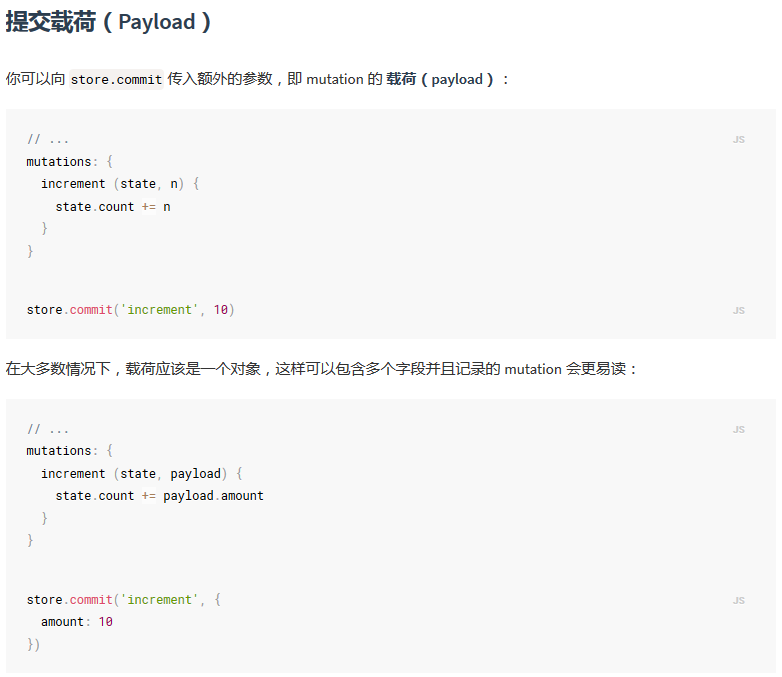 提交载荷（Payload）
你可以向 store.commit 传入额外的参数，即 mutation 的 载荷（payload）：
// ...
JS
mutations: {
  increment (state, n) {
    state.count += n
  }
}
store.commit('increment', 10)
JS
在大多数情况下，载荷应该是一个对象，这样可以包含多个字段并且记录的 mutation 会更易读：
// ...
JS
mutations: {
  increment (state, payload) {
    state.count += payload.amount
  }
}
store.commit('increment', {
JS
  amount: 10
})